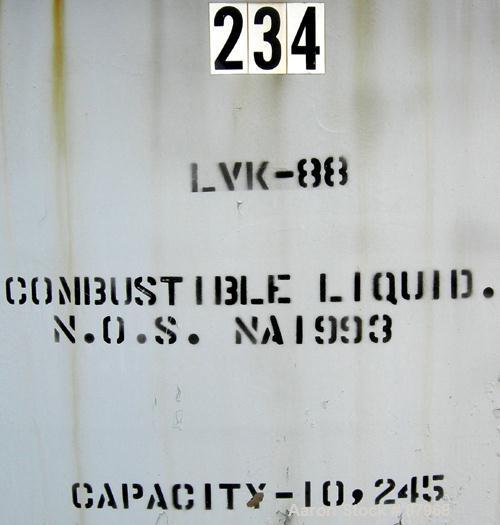 234
LVK-88
COMBUSTIBLE LIQUID.
N.O.S. NA1993
CAPACITY-10,245